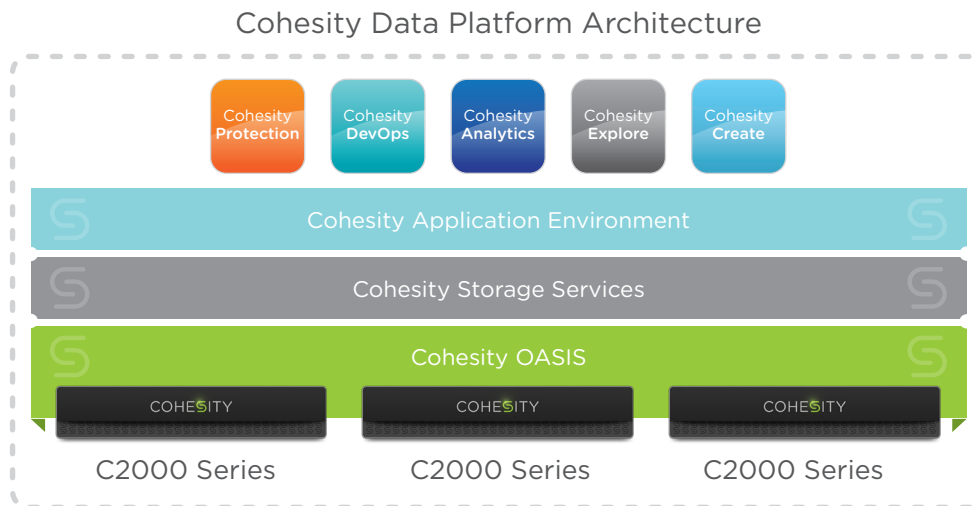 Cohesity Data Platform Architecture
Cohesity
Protection
Cohesity
DevOps
Cohesity
Analytics
Cohesity
Explore
Cohesity
Create
Cohesity Application Environment
Cohesity Storage Services
Cohesity OASIS
COHESITY
COHESITY
COHESITY
C2000 Series
C2000 Series
C2000 Series